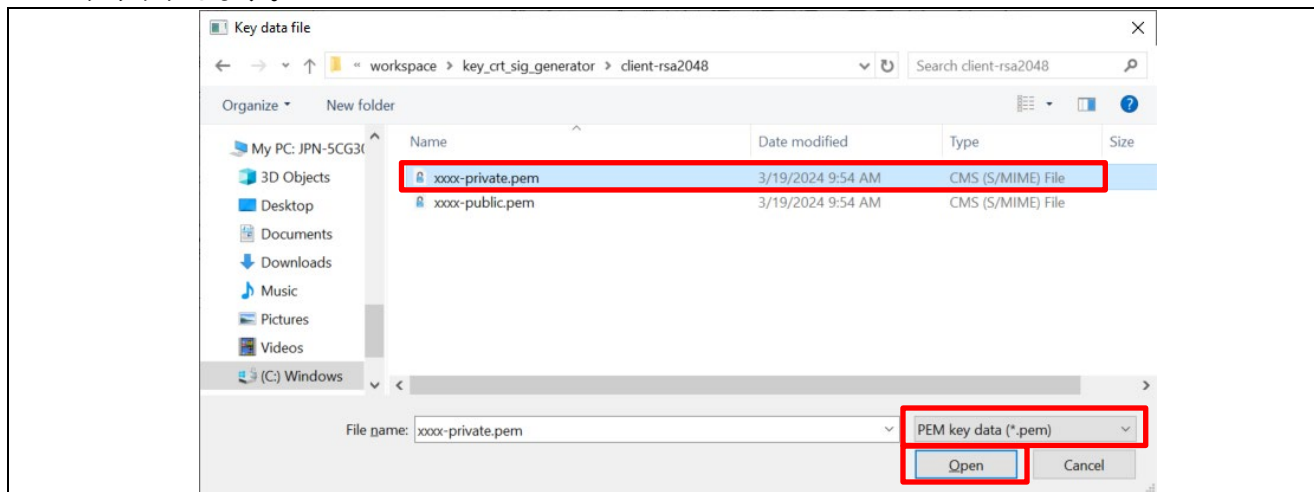 Key data file
« workspace > key_crt_sig_generator > client-rsa2048
Search client-rsa2048
Organize
New folder
Name
Date modified
Type
Size
My PC: JPN-5CG3
3D Objects
Desktop
Documents
Downloads
Music
Pictures
Videos
(C:) Windows
xxxx-private.pem 3/19/2024 9:54 AM CMS (S/MIME) File
xxxx-public.pem 3/19/2024 9:54 AM CMS (S/MIME) File
File name: xxxx-private.pem
PEM key data (*.pem)
Open
Cancel